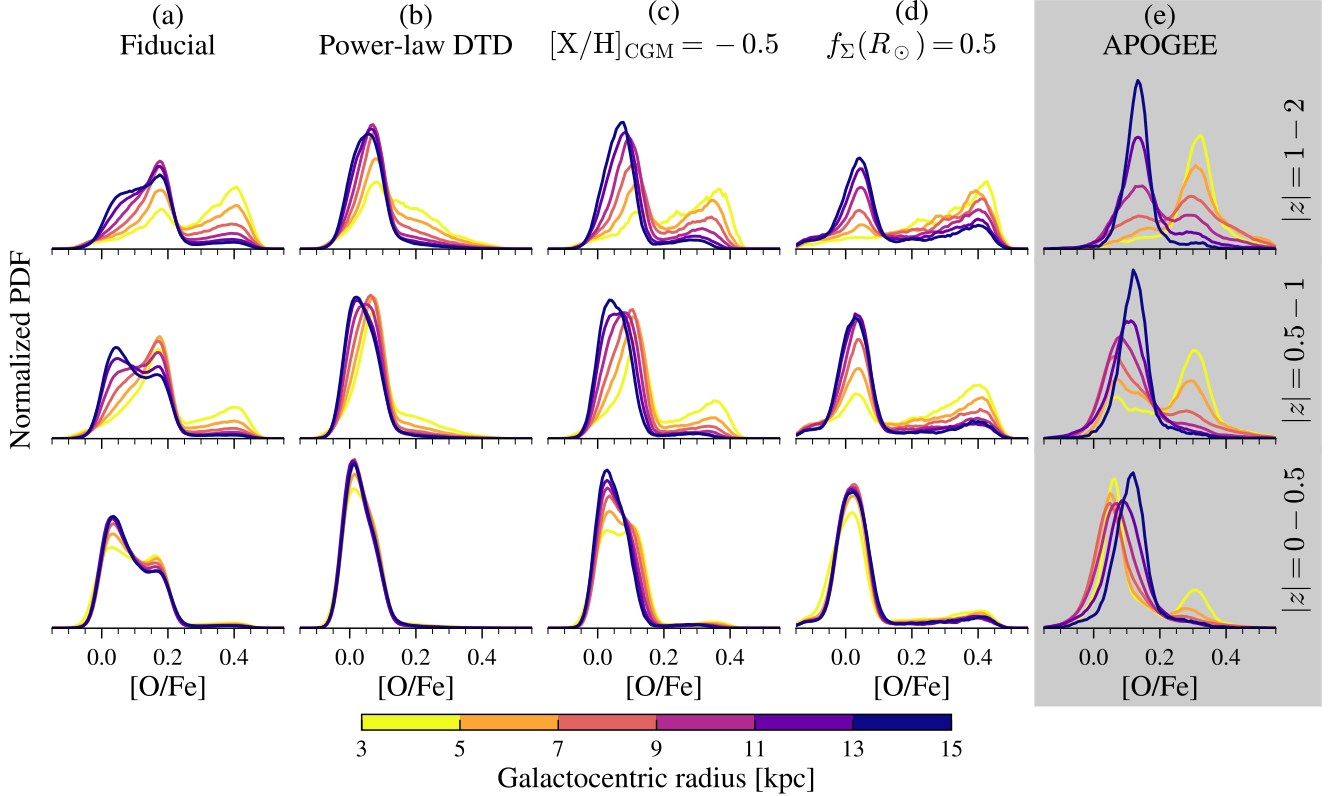 (a) (b) (c) (d) (e)
Fiducial Power-law DTD [X/H]CGM = −0.5 fΣ(R⊙) = 0.5 APOGEE
|z| = 1 − 2
Normalized PDF
|z| = 0.5 − 1
|z| = 0 − 0.5
0.0 0.2 0.4 0.0 0.2 0.4 0.0 0.2 0.4 0.0 0.2 0.4 0.0 0.2 0.4
[O/Fe] [O/Fe] [O/Fe] [O/Fe] [O/Fe]
3 5 7 9 11 13 15
Galactocentric radius [kpc]